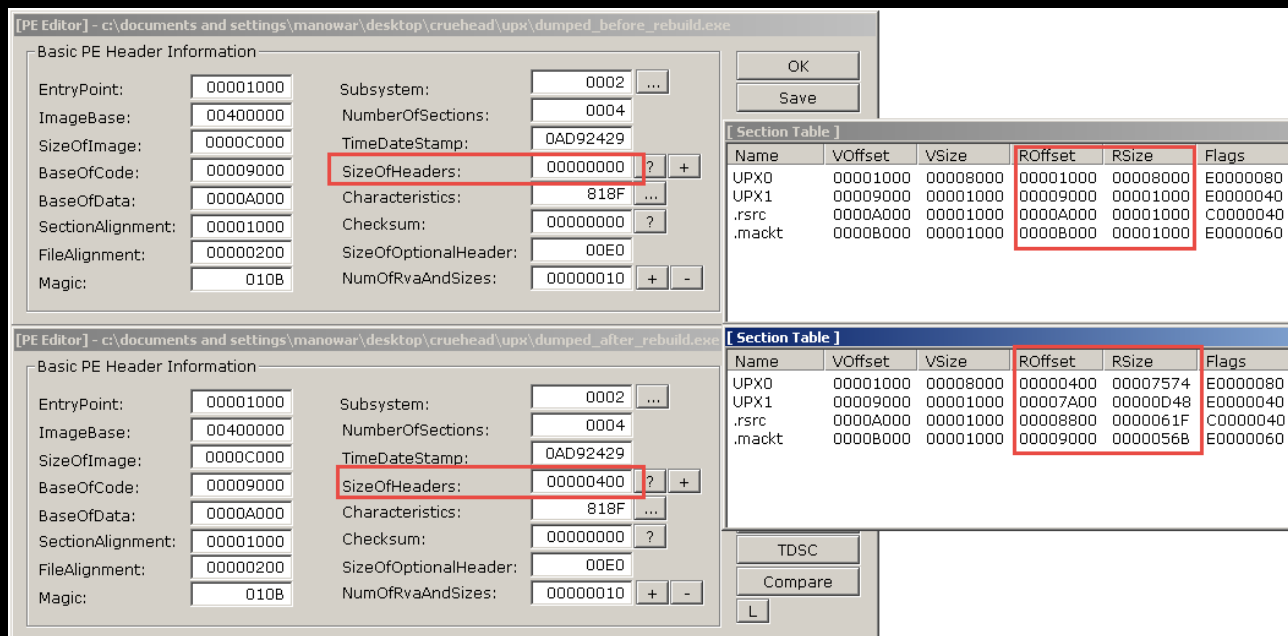 [PE Editor] - c:\documents and settings\manowar\desktop\cruehead\upx\dumped_before_rebuild.exe
Basic PE Header Information
EntryPoint: 00001000 Subsystem: 0002 ...
ImageBase: 00400000 NumberOfSections: 0004
SizeOfImage: 0000C000 TimeDateStamp: 0AD92429
BaseOfCode: 00009000 SizeOfHeaders: 00000000 ? +
BaseOfData: 0000A000 Characteristics: 818F ...
SectionAlignment: 00001000 Checksum: 00000000 ?
FileAlignment: 00000200 SizeOfOptionalHeader: 00E0
Magic: 010B NumOfRvaAndSizes: 00000010 + -
OK
Save
[ Section Table ]
Name VOffset VSize ROffset RSize Flags
UPX0 00001000 00008000 00001000 00008000 E0000080
UPX1 00009000 00001000 00009000 00001000 E0000040
.rsrc 0000A000 00001000 0000A000 00001000 C0000040
.mackt 0000B000 00001000 0000B000 00001000 E0000060
[PE Editor] - c:\documents and settings\manowar\desktop\cruehead\upx\dumped_after_rebuild.exe
Basic PE Header Information
EntryPoint: 00001000 Subsystem: 0002 ...
ImageBase: 00400000 NumberOfSections: 0004
SizeOfImage: 0000C000 TimeDateStamp: 0AD92429
BaseOfCode: 00009000 SizeOfHeaders: 00000400 ? +
BaseOfData: 0000A000 Characteristics: 818F ...
SectionAlignment: 00001000 Checksum: 00000000 ?
FileAlignment: 00000200 SizeOfOptionalHeader: 00E0
Magic: 010B NumOfRvaAndSizes: 00000010 + -
[ Section Table ]
Name VOffset VSize ROffset RSize Flags
UPX0 00001000 00008000 00000400 00007574 E0000080
UPX1 00009000 00001000 00007A00 00000D48 E0000040
.rsrc 0000A000 00001000 00008800 0000061F C0000040
.mackt 0000B000 00001000 00009000 0000056B E0000060
TDSC
Compare
L